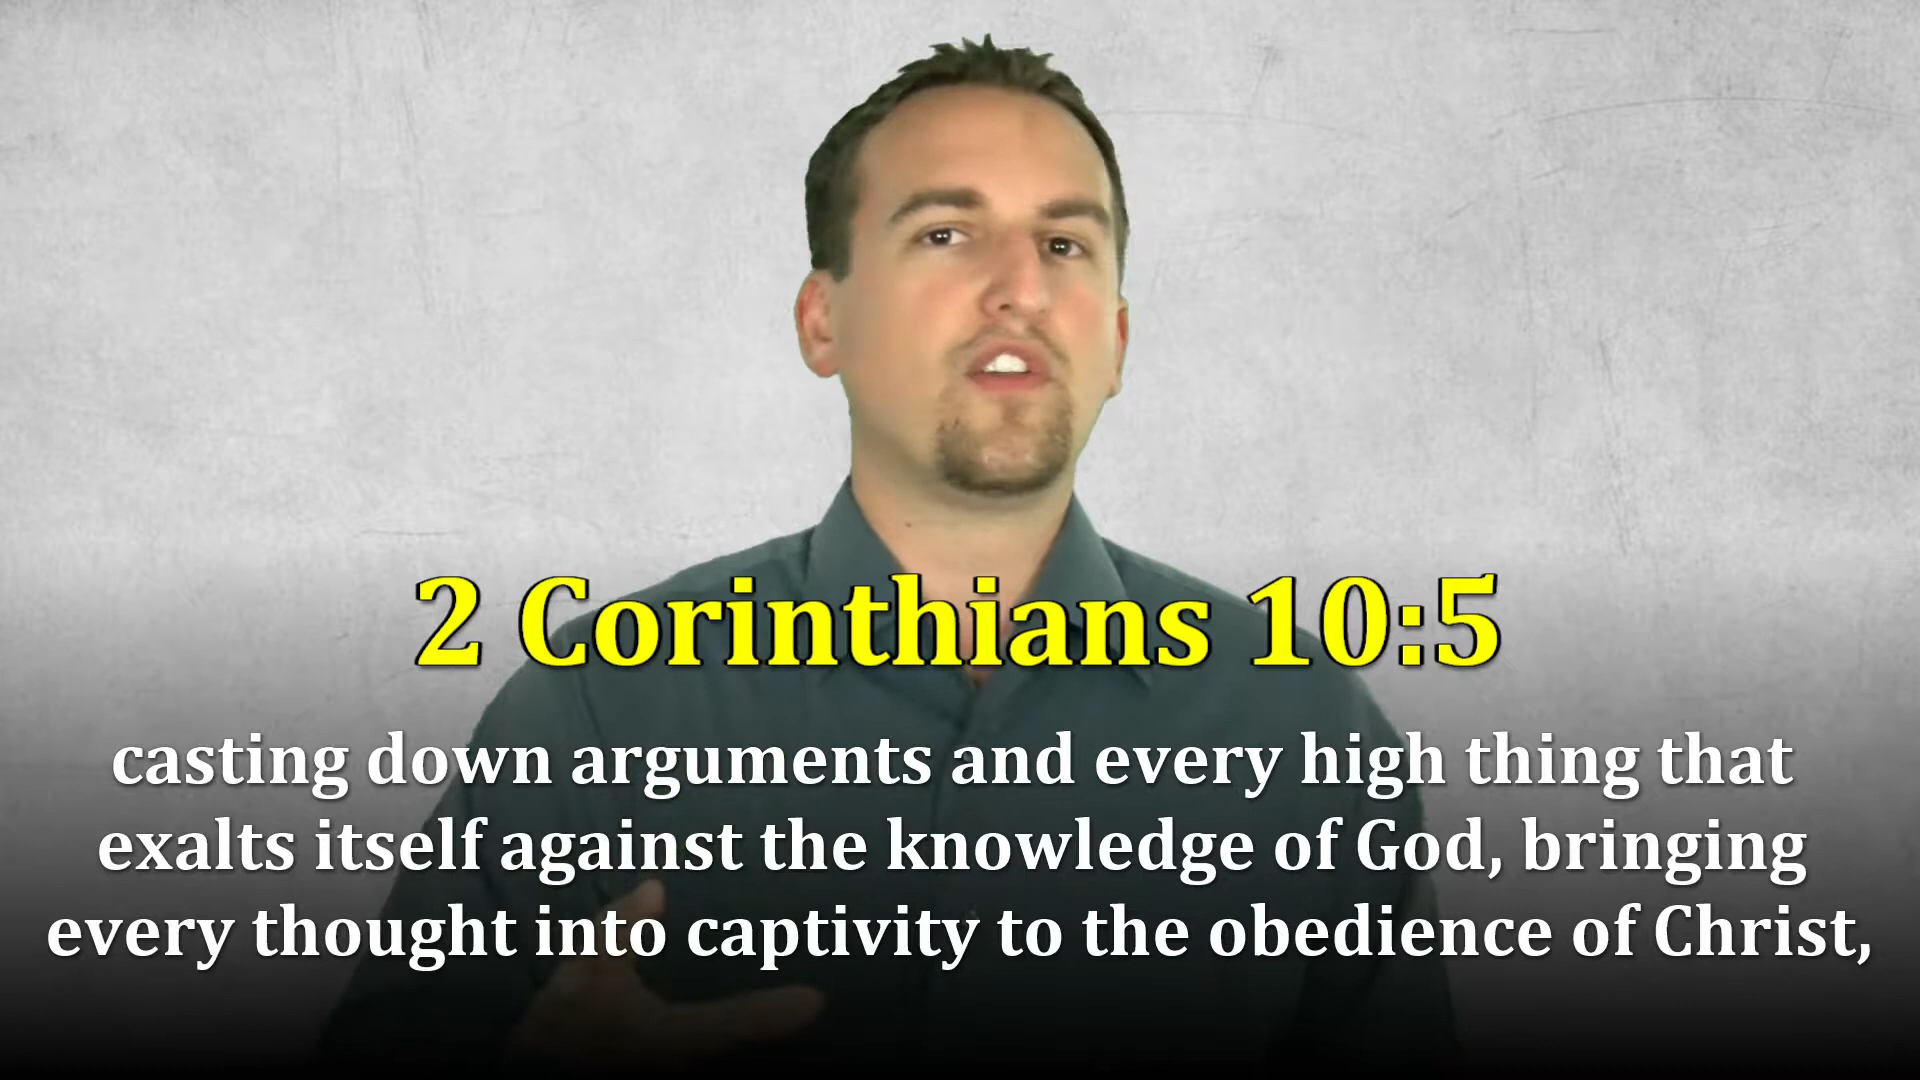 2 Corinthians 10:5
casting down arguments and every high thing that
exalts itself against the knowledge of God, bringing
every thought into captivity to the obedience of Christ,